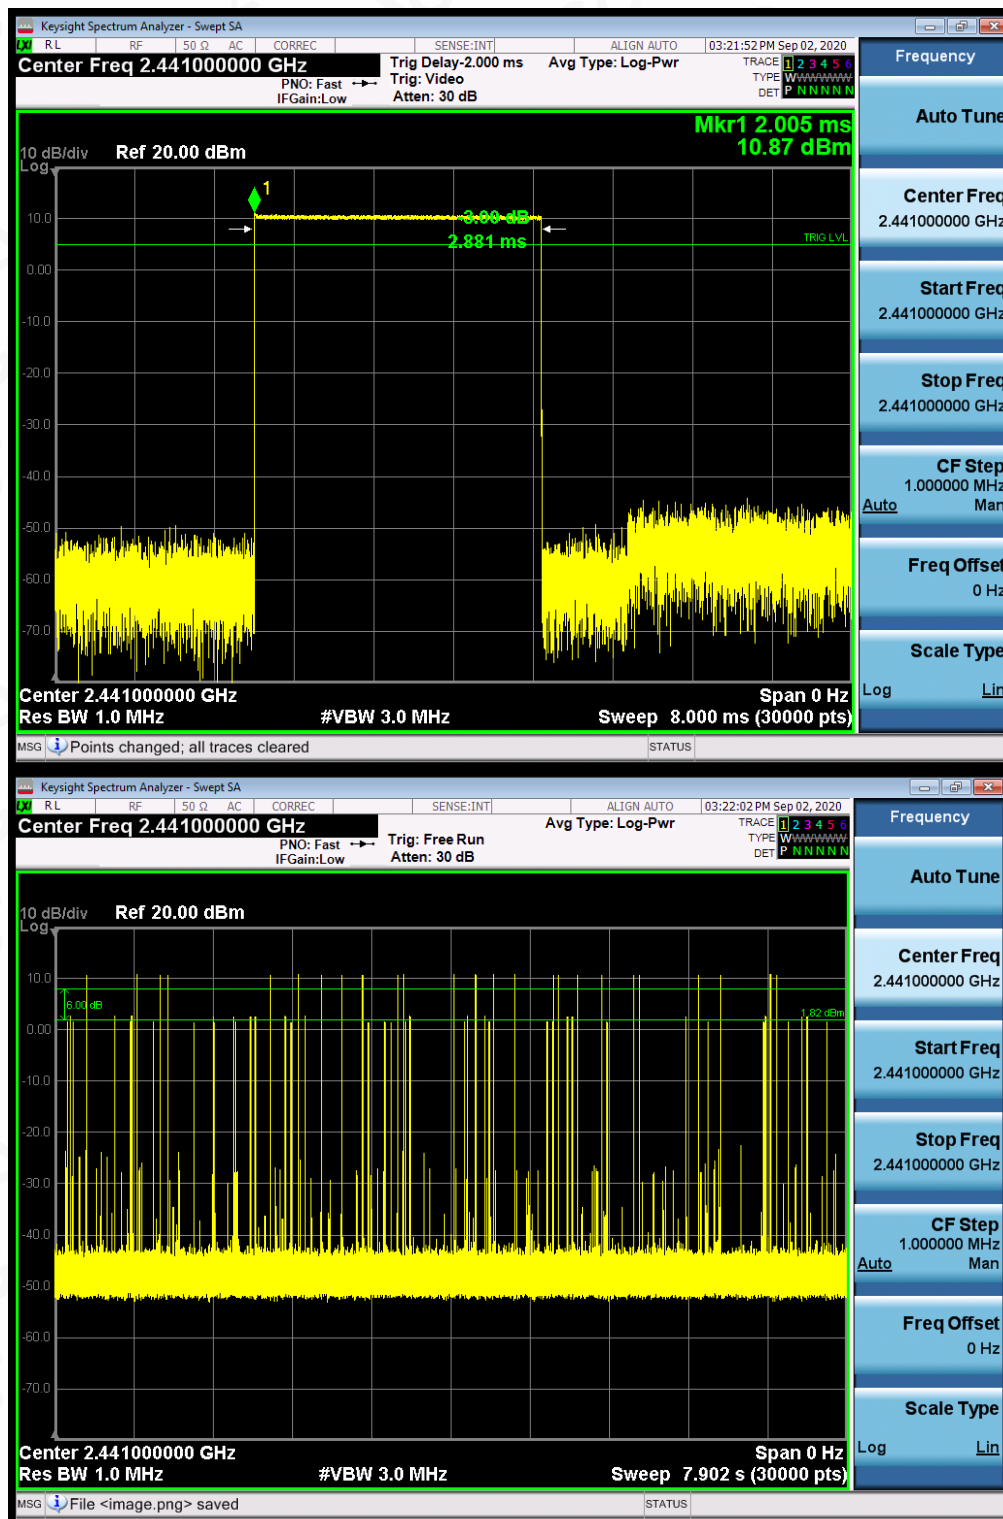 Keysight Spectrum Analyzer - Swept SA
LXI RL RF 50 Ω AC CORREC SENSE:INT ALIGN AUTO 03:21:52 PM Sep 02, 2020
Center Freq 2.441000000 GHz
PNO: Fast
IFGain:Low
Trig Delay-2.000 ms
Trig: Video
Atten: 30 dB
Avg Type: Log-Pwr
TRACE 1 2 3 4 5 6
TYPE WWWWWWW
DET P N N N N N
Mkr1 2.005 ms
10.87 dBm
10 dB/div Ref 20.00 dBm
Log
1
10.0
-3.00 dB
2.881 ms
TRIG LVL
0.00
-10.0
-20.0
-30.0
-40.0
-50.0
-60.0
-70.0
Center 2.441000000 GHz Span 0 Hz
Res BW 1.0 MHz #VBW 3.0 MHz Sweep 8.000 ms (30000 pts)
MSG Points changed; all traces cleared STATUS
Frequency
Auto Tune
Center Freq
2.441000000 GHz
Start Freq
2.441000000 GHz
Stop Freq
2.441000000 GHz
CF Step
1.000000 MHz
Auto Man
Freq Offset
0 Hz
Scale Type
Log Lin
Keysight Spectrum Analyzer - Swept SA
LXI RL RF 50 Ω AC CORREC SENSE:INT ALIGN AUTO 03:22:02 PM Sep 02, 2020
Center Freq 2.441000000 GHz
PNO: Fast
IFGain:Low
Trig: Free Run
Atten: 30 dB
Avg Type: Log-Pwr
TRACE 1 2 3 4 5 6
TYPE WWWWWWW
DET P N N N N N
10 dB/div Ref 20.00 dBm
Log
10.0
6.00 dB
1.82 dBm
0.00
-10.0
-20.0
-30.0
-40.0
-50.0
-60.0
-70.0
Center 2.441000000 GHz Span 0 Hz
Res BW 1.0 MHz #VBW 3.0 MHz Sweep 7.902 s (30000 pts)
MSG File <image.png> saved STATUS
Frequency
Auto Tune
Center Freq
2.441000000 GHz
Start Freq
2.441000000 GHz
Stop Freq
2.441000000 GHz
CF Step
1.000000 MHz
Auto Man
Freq Offset
0 Hz
Scale Type
Log Lin